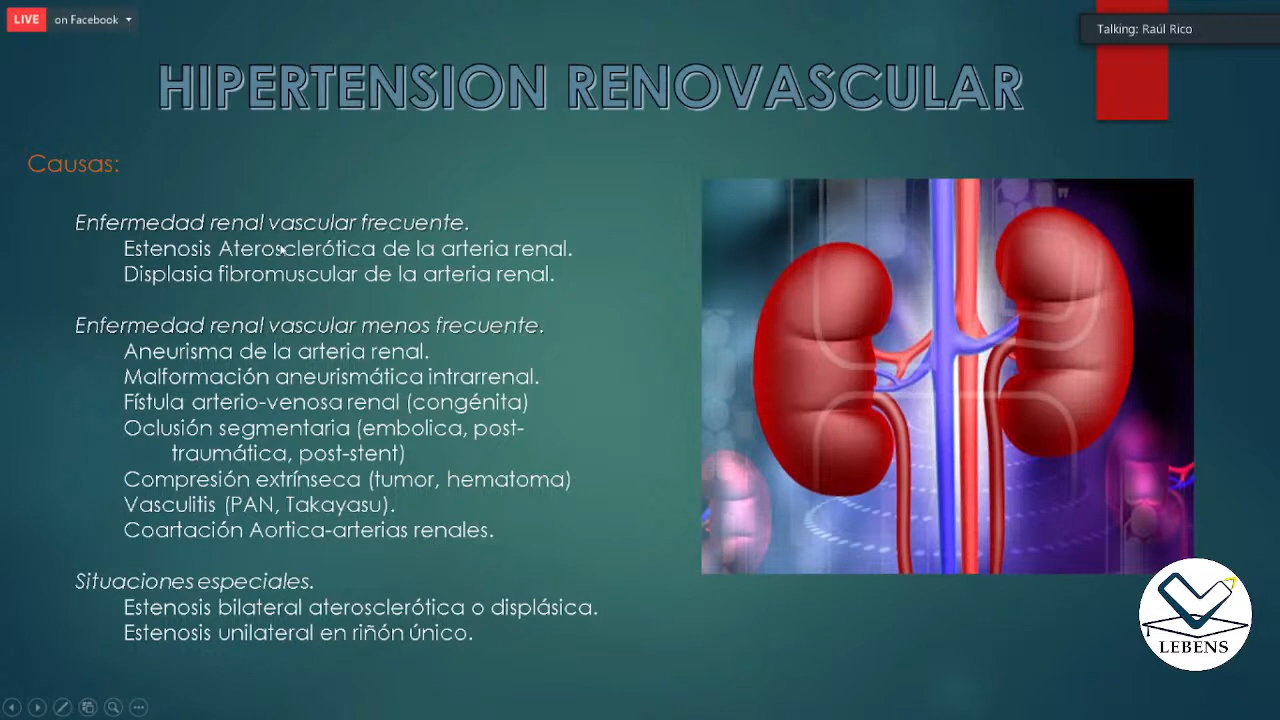 LIVE on Facebook
Talking: Raúl Rico
HIPERTENSION RENOVASCULAR
Causas:
Enfermedad renal vascular frecuente.
Estenosis Aterosclerótica de la arteria renal.
Displasia fibromuscular de la arteria renal.
Enfermedad renal vascular menos frecuente.
Aneurisma de la arteria renal.
Malformación aneurismática intrarrenal.
Fístula arterio-venosa renal (congénita)
Oclusión segmentaria (embolica, post-
traumática, post-stent)
Compresión extrínseca (tumor, hematoma)
Vasculitis (PAN, Takayasu).
Coartación Aortica-arterias renales.
Situaciones especiales.
Estenosis bilateral aterosclerótica o displásica.
Estenosis unilateral en riñón único.
LEBENS